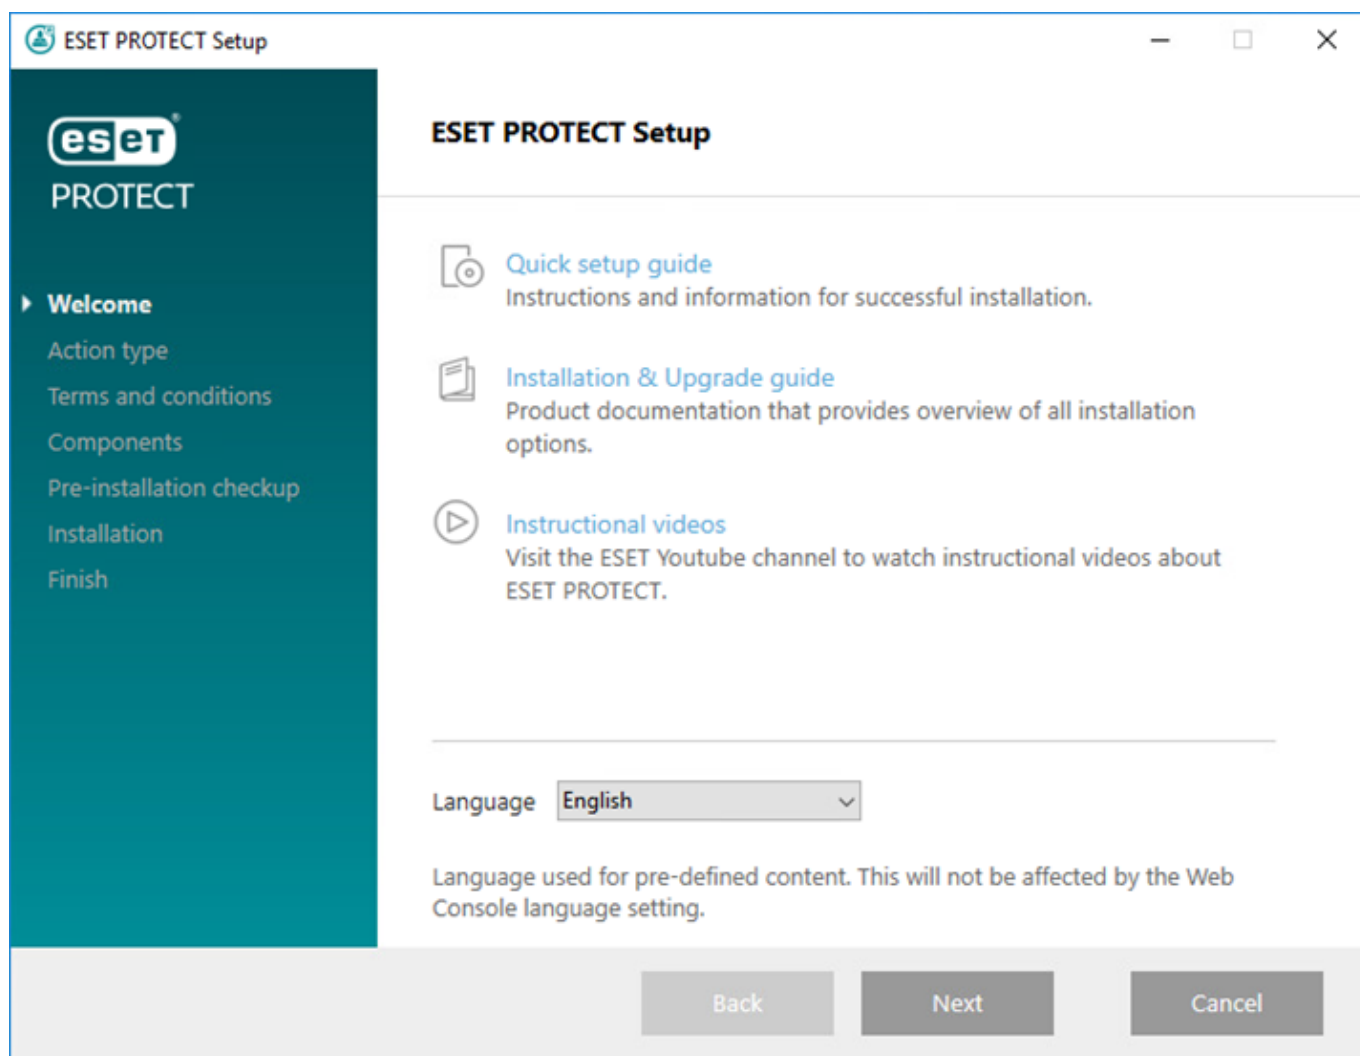 ESET PROTECT Setup
eseT®
PROTECT
Welcome
Action type
Terms and conditions
Components
Pre-installation checkup
Installation
Finish
ESET PROTECT Setup
Quick setup guide
Instructions and information for successful installation.
Installation & Upgrade guide
Product documentation that provides overview of all installation
options.
Instructional videos
Visit the ESET Youtube channel to watch instructional videos about
ESET PROTECT.
Language English
Language used for pre-defined content. This will not be affected by the Web
Console language setting.
Back Next Cancel